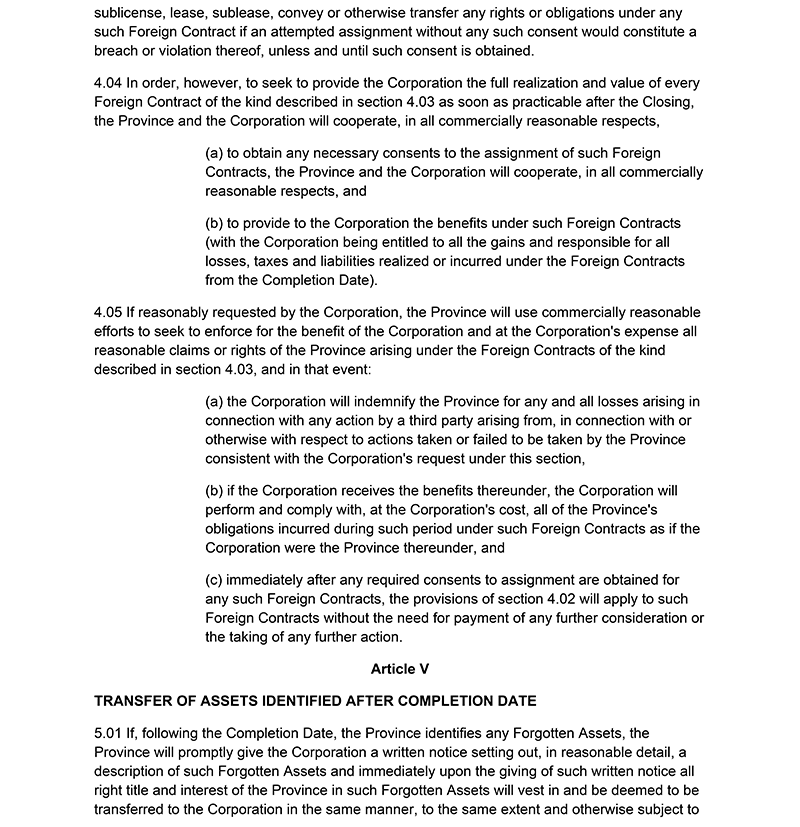 sublicense, lease, sublease, convey or otherwise transfer any rights or obligations under any
such Foreign Contract if an attempted assignment without any such consent would constitute a
breach or violation thereof, unless and until such consent is obtained.
4.04 In order, however, to seek to provide the Corporation the full realization and value of every
Foreign Contract of the kind described in section 4.03 as soon as practicable after the Closing,
the Province and the Corporation will cooperate, in all commercially reasonable respects,
(a) to obtain any necessary consents to the assignment of such Foreign
Contracts, the Province and the Corporation will cooperate, in all commercially
reasonable respects, and
(b) to provide to the Corporation the benefits under such Foreign Contracts
(with the Corporation being entitled to all the gains and responsible for all
losses, taxes and liabilities realized or incurred under the Foreign Contracts
from the Completion Date).
4.05 If reasonably requested by the Corporation, the Province will use commercially reasonable
efforts to seek to enforce for the benefit of the Corporation and at the Corporation's expense all
reasonable claims or rights of the Province arising under the Foreign Contracts of the kind
described in section 4.03, and in that event:
(a) the Corporation will indemnify the Province for any and all losses arising in
connection with any action by a third party arising from, in connection with or
otherwise with respect to actions taken or failed to be taken by the Province
consistent with the Corporation's request under this section,
(b) if the Corporation receives the benefits thereunder, the Corporation will
perform and comply with, at the Corporation's cost, all of the Province's
obligations incurred during such period under such Foreign Contracts as if the
Corporation were the Province thereunder, and
(c) immediately after any required consents to assignment are obtained for
any such Foreign Contracts, the provisions of section 4.02 will apply to such
Foreign Contracts without the need for payment of any further consideration or
the taking of any further action.
Article V
TRANSFER OF ASSETS IDENTIFIED AFTER COMPLETION DATE
5.01 If, following the Completion Date, the Province identifies any Forgotten Assets, the
Province will promptly give the Corporation a written notice setting out, in reasonable detail, a
description of such Forgotten Assets and immediately upon the giving of such written notice all
right title and interest of the Province in such Forgotten Assets will vest in and be deemed to be
transferred to the Corporation in the same manner, to the same extent and otherwise subject to